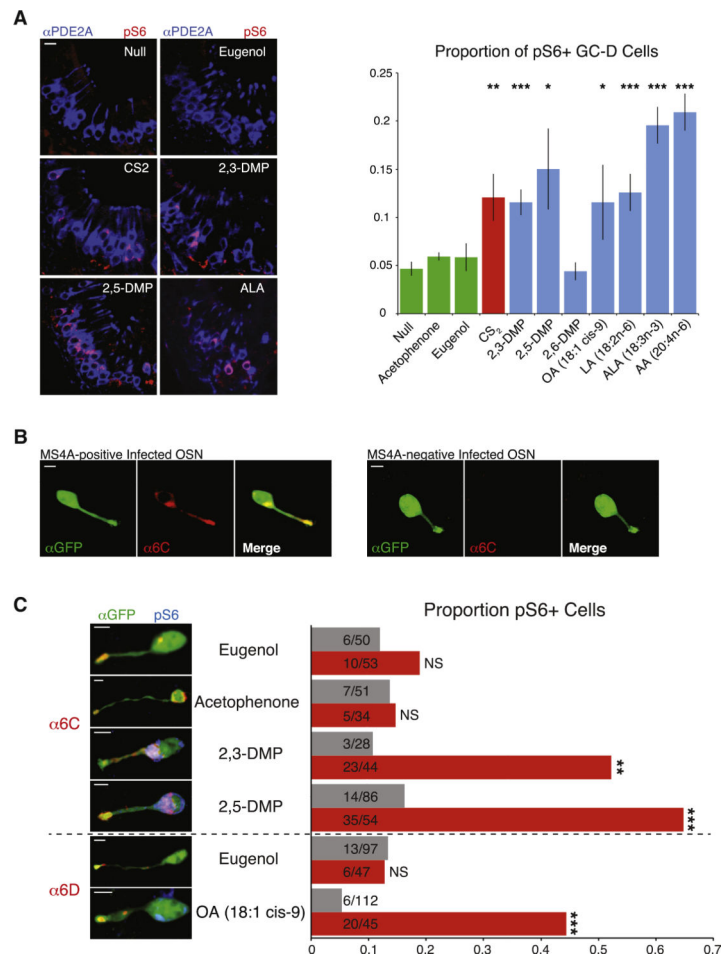 A
αPDE2A pS6 αPDE2A pS6
Null Eugenol
CS2 2,3-DMP
2,5-DMP ALA
Proportion of pS6+ GC-D Cells
0.25
0.2
0.15
0.1
0.05
0
** *** * * *** *** ***
Null
Acetophenone
Eugenol
CS₂
2,3-DMP
2,5-DMP
2,6-DMP
OA (18:1 cis-9)
LA (18:2n-6)
ALA (18:3n-3)
AA (20:4n-6)
B
MS4A-positive Infected OSN MS4A-negative Infected OSN
αGFP α6C Merge αGFP α6C Merge
C
αGFP pS6 Proportion pS6+ Cells
α6C
Eugenol 6/50
10/53 NS
Acetophenone 7/51
5/34 NS
2,3-DMP 3/28
23/44 **
2,5-DMP 14/86
35/54 ***
α6D
Eugenol 13/97
6/47 NS
OA (18:1 cis-9) 6/112
20/45 ***
0 0.1 0.2 0.3 0.4 0.5 0.6 0.7